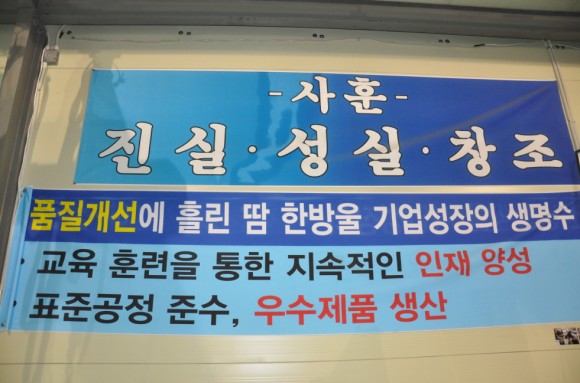 -사훈-
진실·성실·창조
품질개선에 흘린 땀 한방울 기업성장의 생명수
· 교육 훈련을 통한 지속적인 인재 양성
· 표준공정 준수, 우수제품 생산